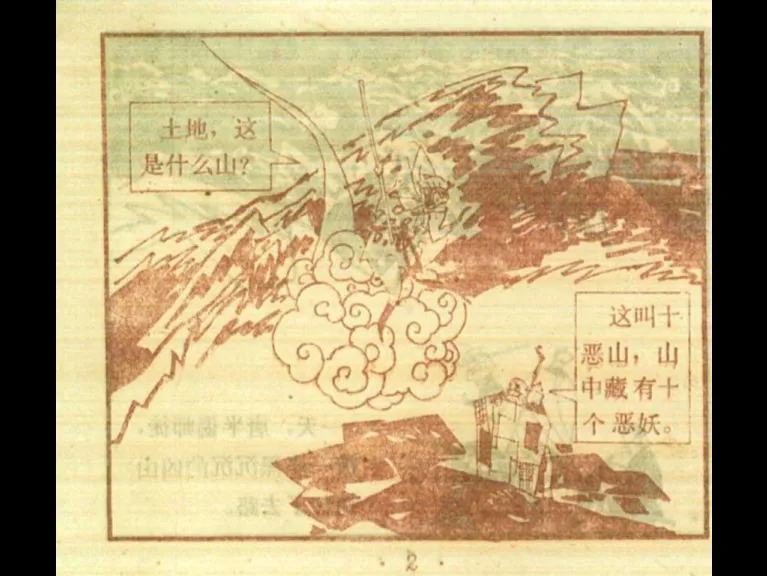 土地，这
是什么山？
这叫十
恶山，山
中藏有十
个恶妖。
· 2 ·